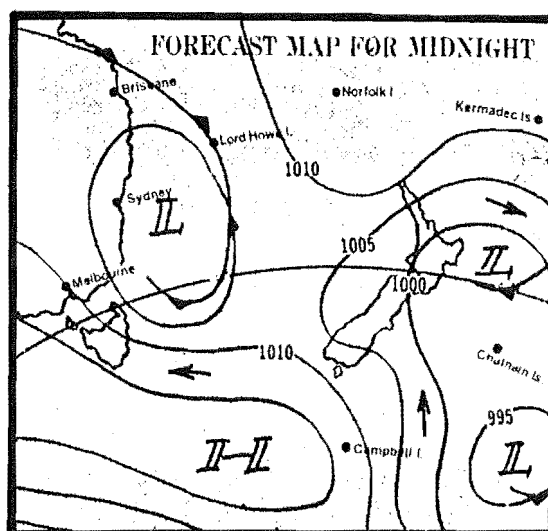 FORECAST MAP FOR MIDNIGHT
Brisbane
Norfolk I.
Kermadec Is
Lord Howe I.
1010
Sydney
L
1005
L
Melbourne
1000
1010
Chatham Is.
995
H
Campbell I.
L